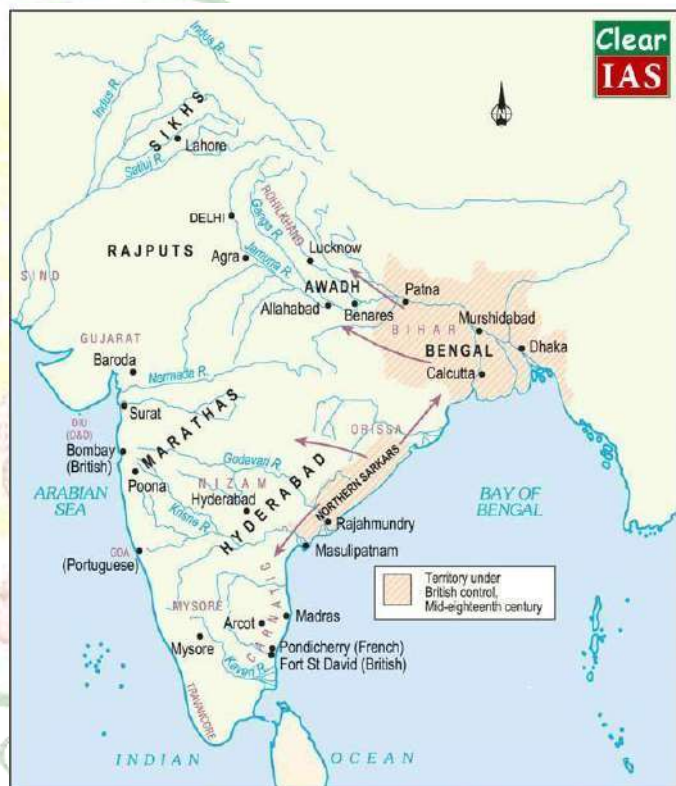 Clear
IAS
Indus R.
Indus R.
N
SIKHS
Lahore
Satluj R.
DELHI
Ganga R.
ROHILKHAND
RAJPUTS
Lucknow
Agra
Jamuna R.
SIND
AWADH
Patna
Allahabad
Benares
BIHAR
Murshidabad
GUJARAT
BENGAL
Dhaka
Baroda
Calcutta
Narmada R.
Surat
MARATHAS
ORISSA
DIU
(D&D)
Bombay
(British)
Godavari R.
NORTHERN SARKARS
ARABIAN
SEA
Poona
NIZAM
Hyderabad
HYDERABAD
BAY OF
BENGAL
Krisna R.
Rajahmundry
GOA
(Portuguese)
Masulipatnam
Territory under
British control,
Mid-eighteenth century
CARNATIC
MYSORE
Arcot
Madras
Mysore
Pondicherry (French)
Kaveri R.
Fort St David (British)
TRAVANCORE
INDIAN OCEAN